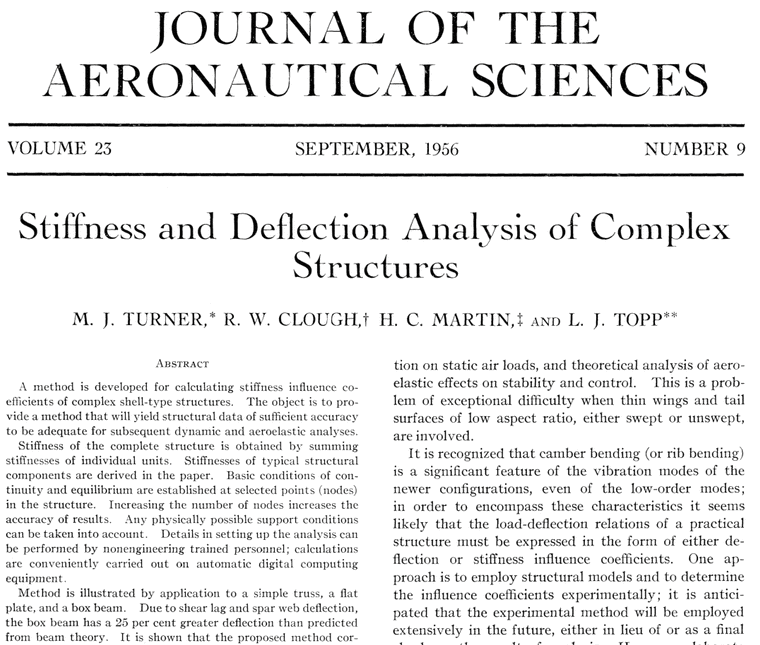 JOURNAL OF THE
AERONAUTICAL SCIENCES
VOLUME 23 SEPTEMBER, 1956 NUMBER 9
Stiffness and Deflection Analysis of Complex
Structures
M. J. TURNER,* R. W. CLOUGH,† H. C. MARTIN,‡ AND L. J. TOPP**
ABSTRACT
A method is developed for calculating stiffness influence co-
efficients of complex shell-type structures. The object is to pro-
vide a method that will yield structural data of sufficient accuracy
to be adequate for subsequent dynamic and aeroelastic analyses.
Stiffness of the complete structure is obtained by summing
stiffnesses of individual units. Stiffnesses of typical structural
components are derived in the paper. Basic conditions of con-
tinuity and equilibrium are established at selected points (nodes)
in the structure. Increasing the number of nodes increases the
accuracy of results. Any physically possible support conditions
can be taken into account. Details in setting up the analysis can
be performed by nonengineering trained personnel; calculations
are conveniently carried out on automatic digital computing
equipment.
Method is illustrated by application to a simple truss, a flat
plate, and a box beam. Due to shear lag and spar web deflection,
the box beam has a 25 per cent greater deflection than predicted
from beam theory. It is shown that the proposed method cor-
tion on static air loads, and theoretical analysis of aero-
elastic effects on stability and control. This is a prob-
lem of exceptional difficulty when thin wings and tail
surfaces of low aspect ratio, either swept or unswept,
are involved.
It is recognized that camber bending (or rib bending)
is a significant feature of the vibration modes of the
newer configurations, even of the low-order modes;
in order to encompass these characteristics it seems
likely that the load-deflection relations of a practical
structure must be expressed in the form of either de-
flection or stiffness influence coefficients. One ap-
proach is to employ structural models and to determine
the influence coefficients experimentally; it is antici-
pated that the experimental method will be employed
extensively in the future, either in lieu of or as a final